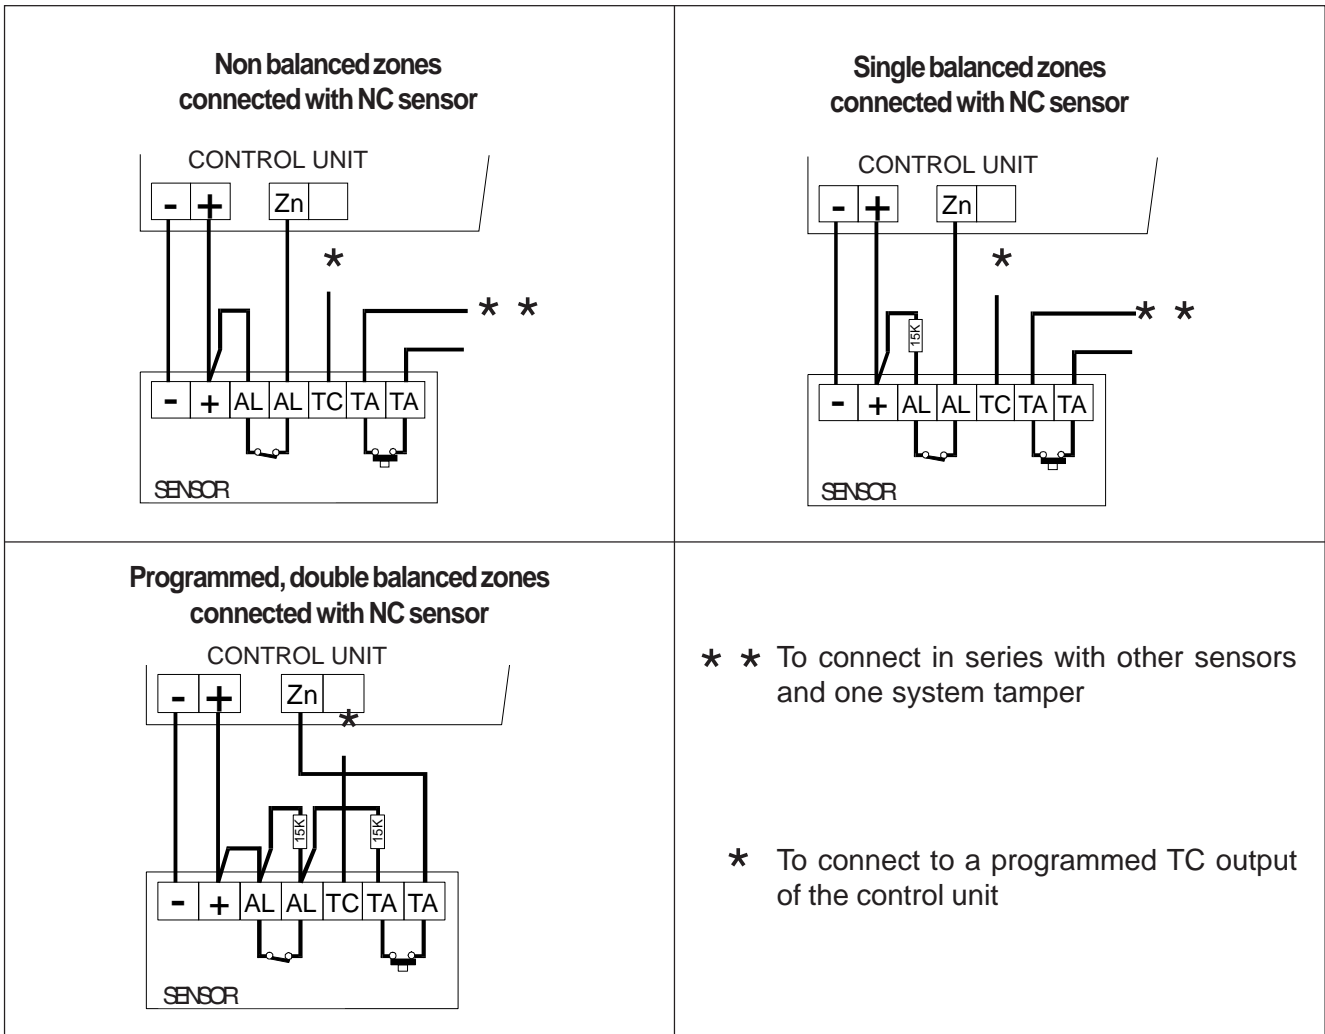 Non balanced zones
connected with NC sensor
CONTROL UNIT
- + Zn
*
* *
- + AL AL TC TA TA
SENSOR
Single balanced zones
connected with NC sensor
CONTROL UNIT
- + Zn
*
* *
15K
- + AL AL TC TA TA
SENSOR
Programmed, double balanced zones
connected with NC sensor
CONTROL UNIT
- + Zn
*
15K 15K
- + AL AL TC TA TA
SENSOR
* * To connect in series with other sensors
and one system tamper
* To connect to a programmed TC output
of the control unit